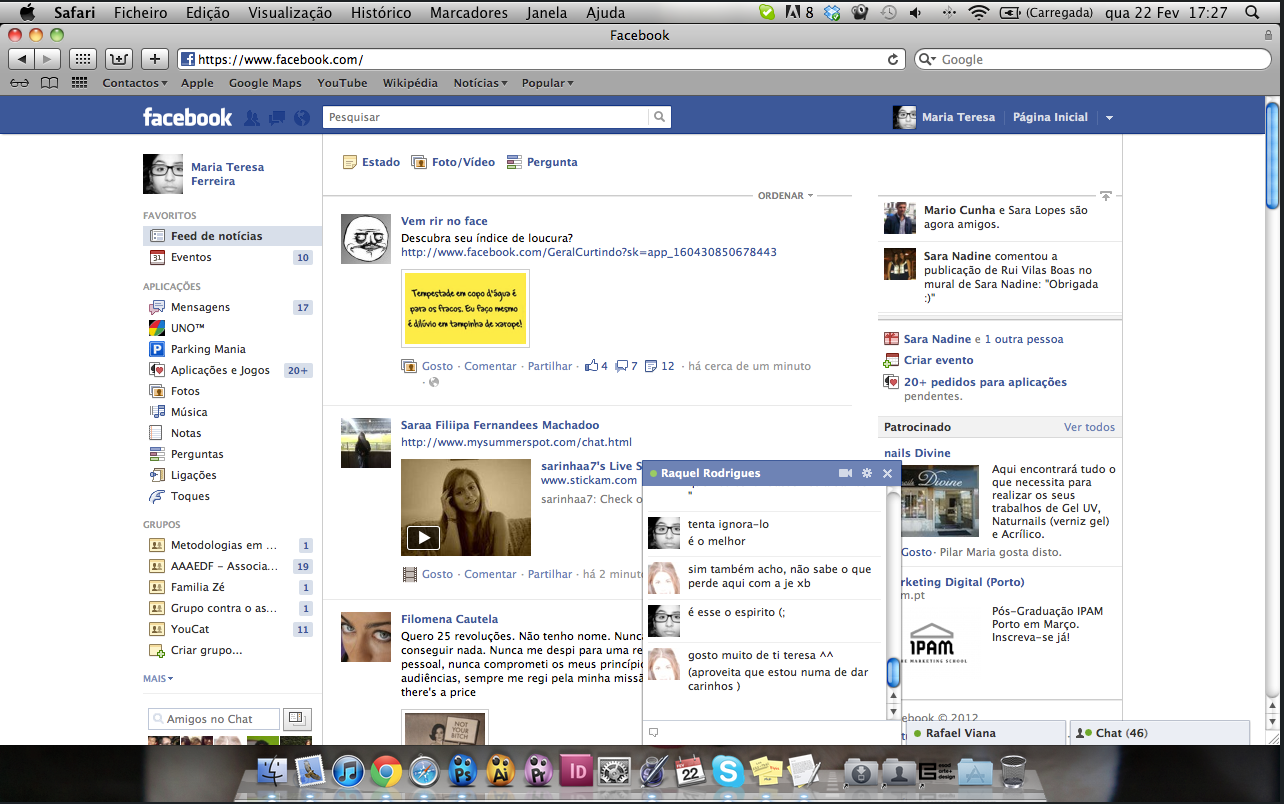 Safari Ficheiro Edição Visualização Histórico Marcadores Janela Ajuda 8 (Carregada) qua 22 Fev 17:27
Facebook
https://www.facebook.com/ Google
Contactos Apple Google Maps YouTube Wikipédia Notícias Popular
facebook Pesquisar Maria Teresa Página Inicial
Maria Teresa
Ferreira
FAVORITOS
Feed de notícias
Eventos 10
APLICAÇÕES
Mensagens 17
UNO™
Parking Mania
Aplicações e Jogos 20+
Fotos
Música
Notas
Perguntas
Ligações
Toques
GRUPOS
Metodologias em ... 1
AAAEDF – Associa... 19
Familia Zé 1
Grupo contra o as... 1
YouCat 11
Criar grupo...
MAIS
Amigos no Chat
Estado Foto/Vídeo Pergunta
ORDENAR
Vem rir no face
Descubra seu índice de loucura?
http://www.facebook.com/GeralCurtindo?sk=app_160430850678443
Tempestade em copo d'água é
para os fracos. Eu faço mesmo
é dilúvio em tampinha de xarope!
Gosto · Comentar · Partilhar · 4 7 12 · há cerca de um minuto
·
Saraa Filiipa Fernandees Machadoo
http://www.mysummerspot.com/chat.html
sarinhaa7's Live S
www.stickam.com
sarinhaa7: Check o
Gosto · Comentar · Partilhar · há 2 minuto
Filomena Cautela
Quero 25 revoluções. Não tenho nome. Nunc
conseguir nada. Nunca me despi para uma re
pessoal, nunca comprometi os meus princípio
audiências, sempre me regi pela minha missã
there's a price
NOT
YOUR
BITCH
Mario Cunha e Sara Lopes são
agora amigos.
Sara Nadine comentou a
publicação de Rui Vilas Boas no
mural de Sara Nadine: "Obrigada
:)"
Sara Nadine e 1 outra pessoa
Criar evento
20+ pedidos para aplicações
pendentes.
Patrocinado Ver todos
nails Divine
Divine
Aqui encontrará tudo o
que necessita para
realizar os seus
trabalhos de Gel UV,
Naturnails (verniz gel)
e Acrílico.
Gosto · Pilar Maria gosta disto.
rketing Digital (Porto)
m.pt
IPAM
THE MARKETING SCHOOL
Pós-Graduação IPAM
Porto em Março.
Inscreva-se já!
ebook © 2012
Raquel Rodrigues
"
tenta ignora-lo
é o melhor
sim também acho, não sabe o que
perde aqui com a je xb
é esse o espirito (;
gosto muito de ti teresa ^^
(aproveita que estou numa de dar
carinhos )
Rafael Viana
Chat (46)
Ps Ai Pr ID FEV 22 S